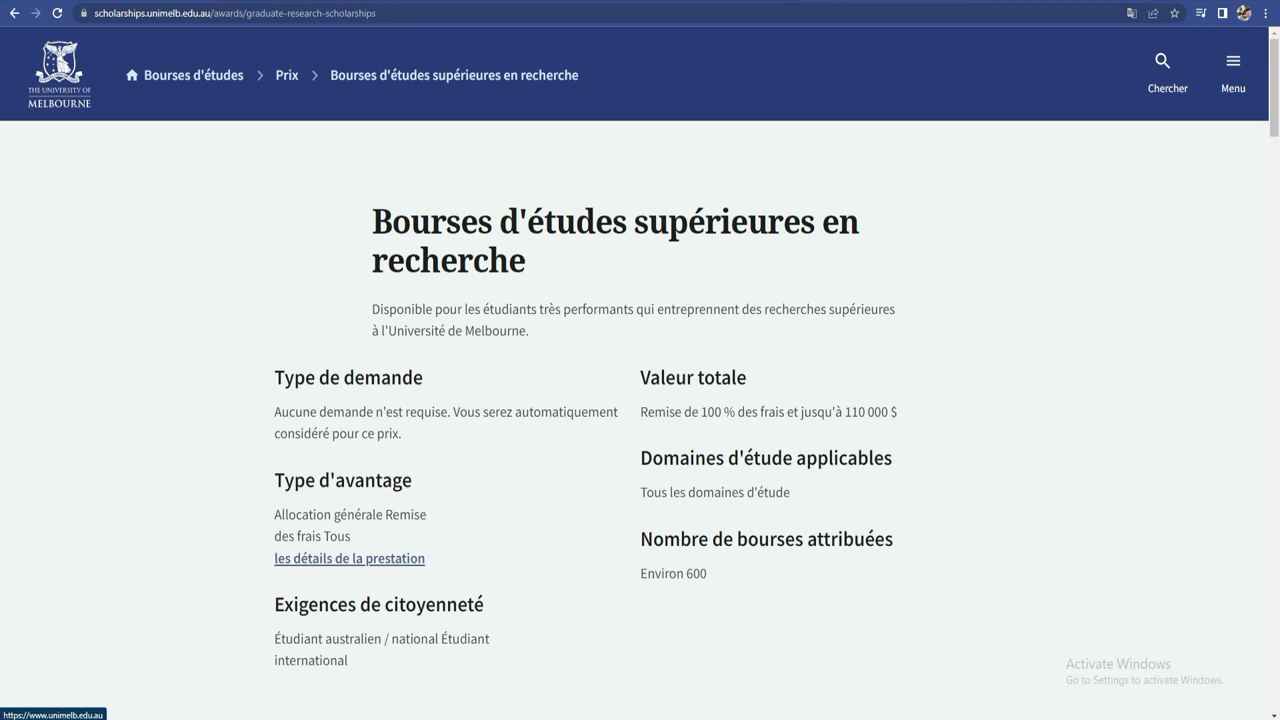 scholarships.unimelb.edu.au/awards/graduate-research-scholarships
THE UNIVERSITY OF
MELBOURNE
Bourses d'études > Prix > Bourses d'études supérieures en recherche
Chercher
Menu
Bourses d'études supérieures en
recherche
Disponible pour les étudiants très performants qui entreprennent des recherches supérieures
à l'Université de Melbourne.
Type de demande
Aucune demande n'est requise. Vous serez automatiquement
considéré pour ce prix.
Type d'avantage
Allocation générale Remise
des frais Tous
les détails de la prestation
Exigences de citoyenneté
Étudiant australien / national Étudiant
international
Valeur totale
Remise de 100 % des frais et jusqu'à 110 000 $
Domaines d'étude applicables
Tous les domaines d'étude
Nombre de bourses attribuées
Environ 600
Activate Windows
Go to Settings to activate Windows.
https://www.unimelb.edu.au